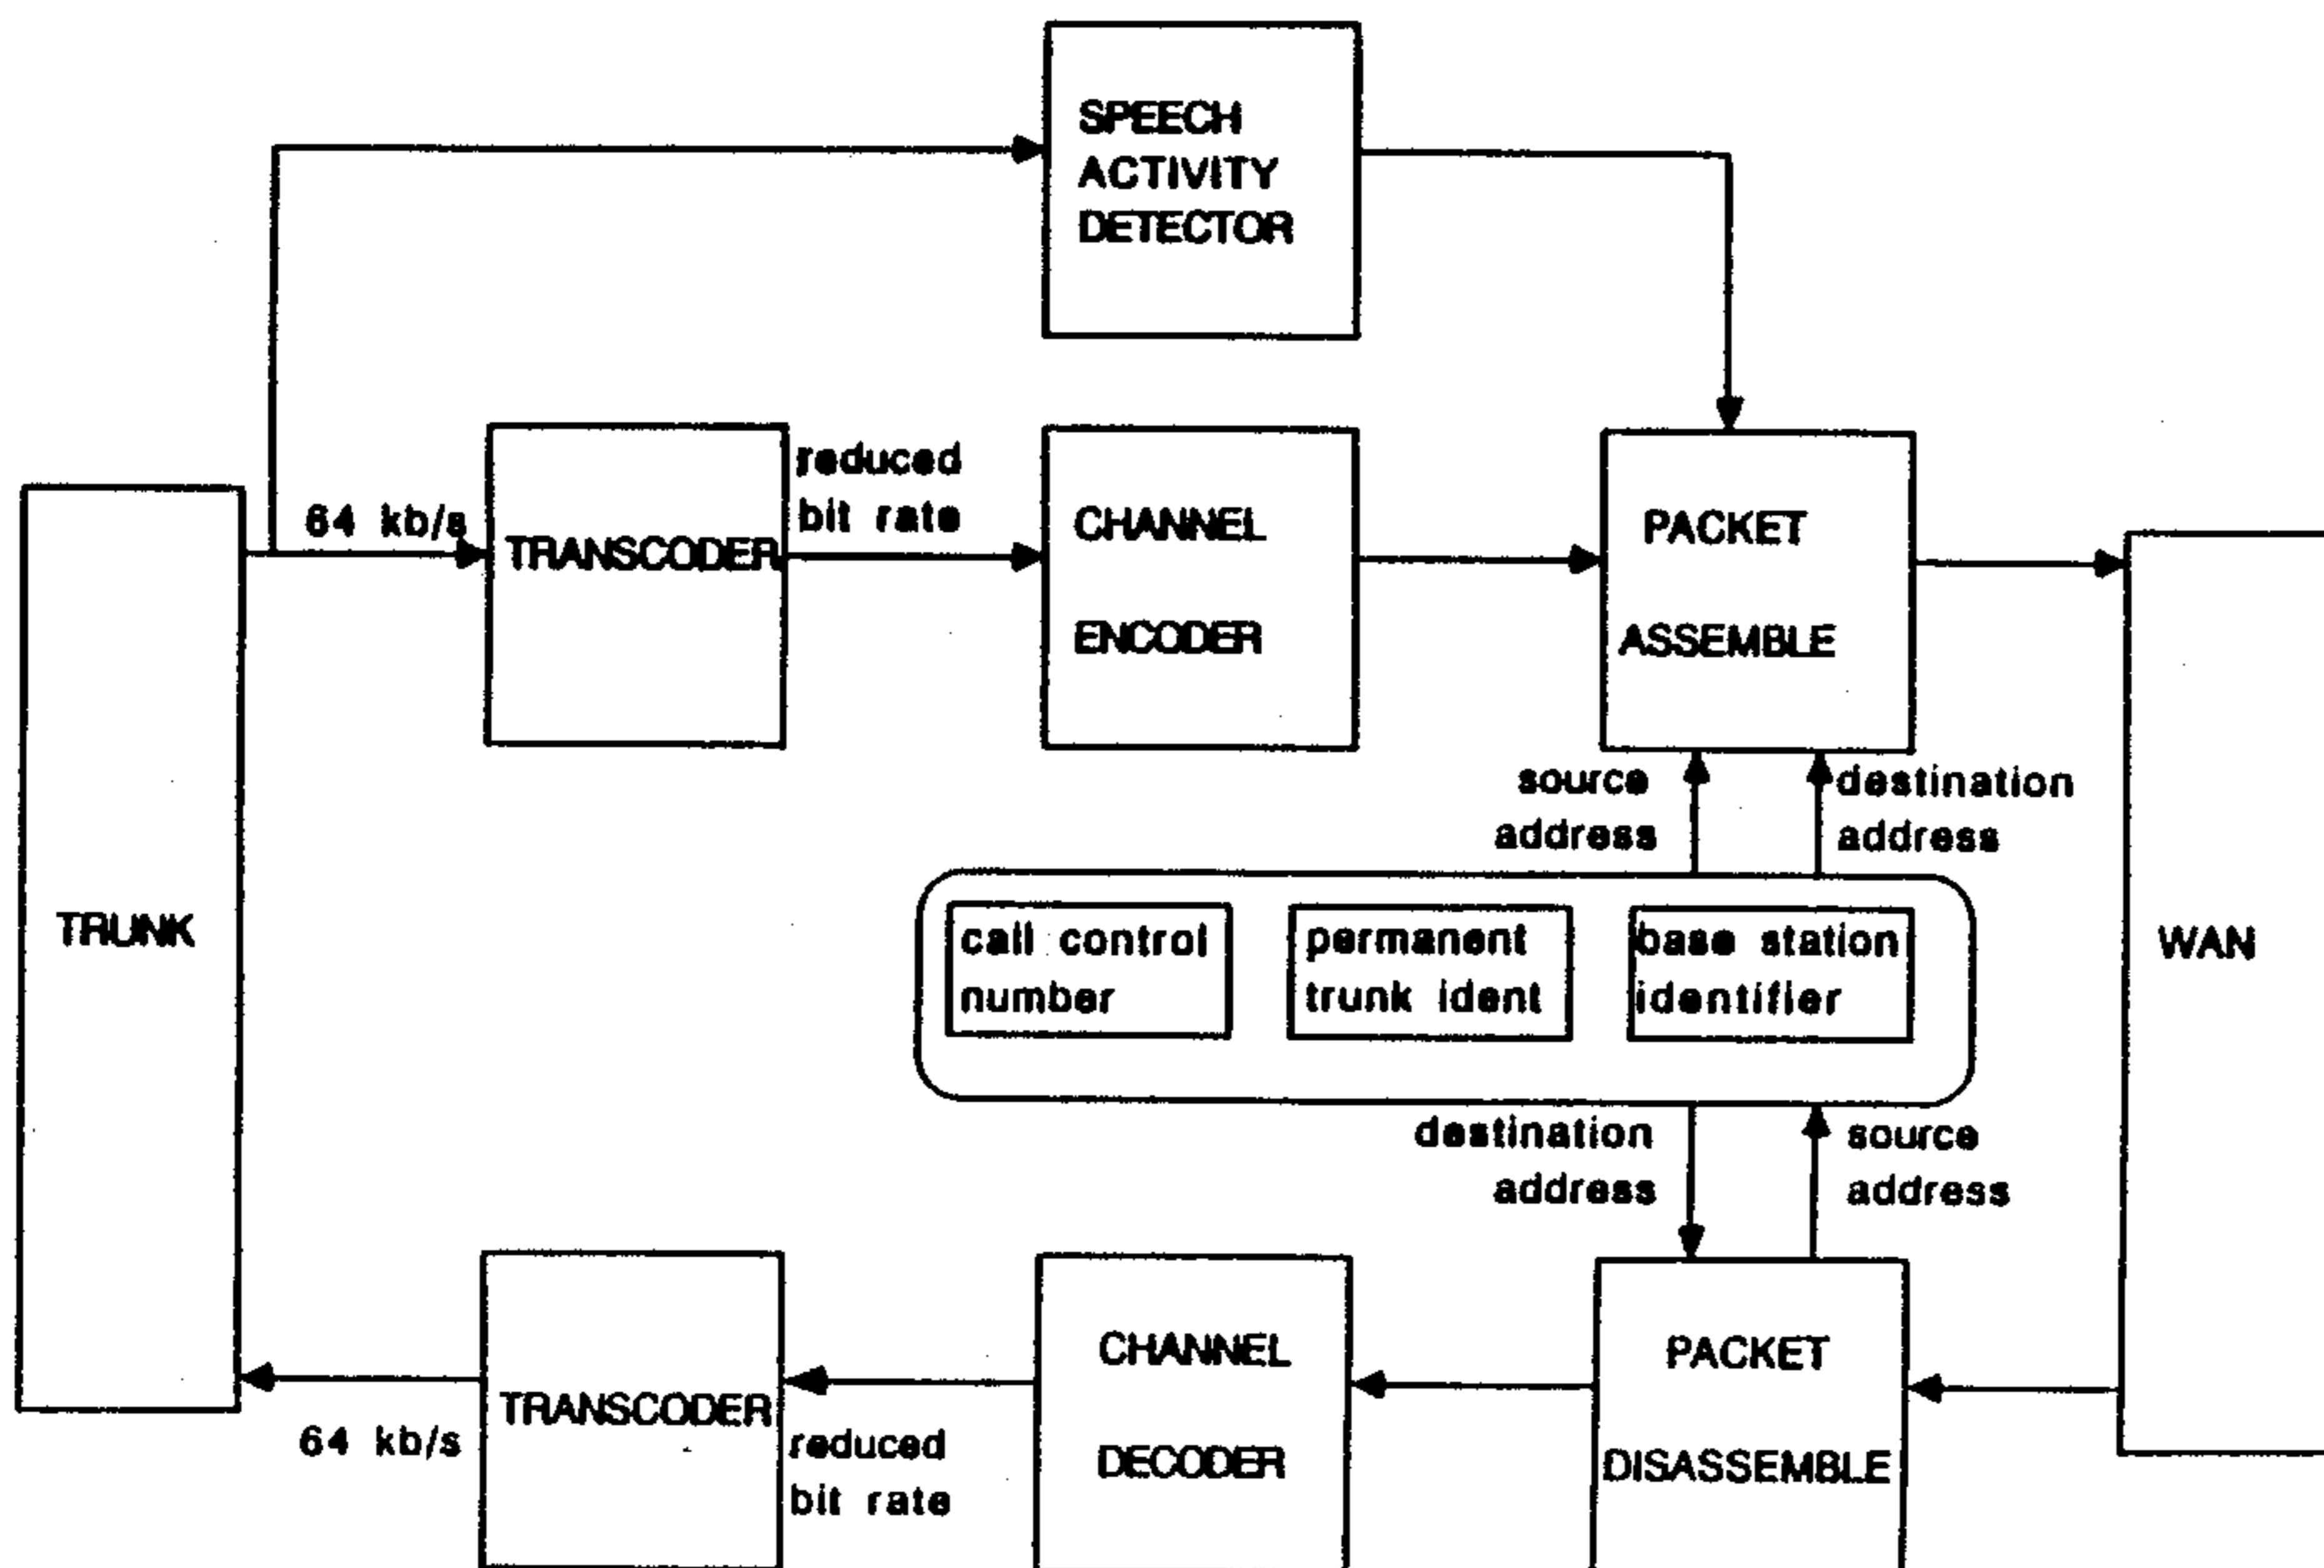 SPEECH
ACTIVITY
DETECTOR
64 kb/s
TRANSCODER
reduced
bit rate
CHANNEL
ENCODER
PACKET
ASSEMBLE
source
address
destination
address
TRUNK
call control
number
permanent
trunk ident
base station
identifier
WAN
destination
address
source
address
64 kb/s
TRANSCODER
reduced
bit rate
CHANNEL
DECODER
PACKET
DISASSEMBLE